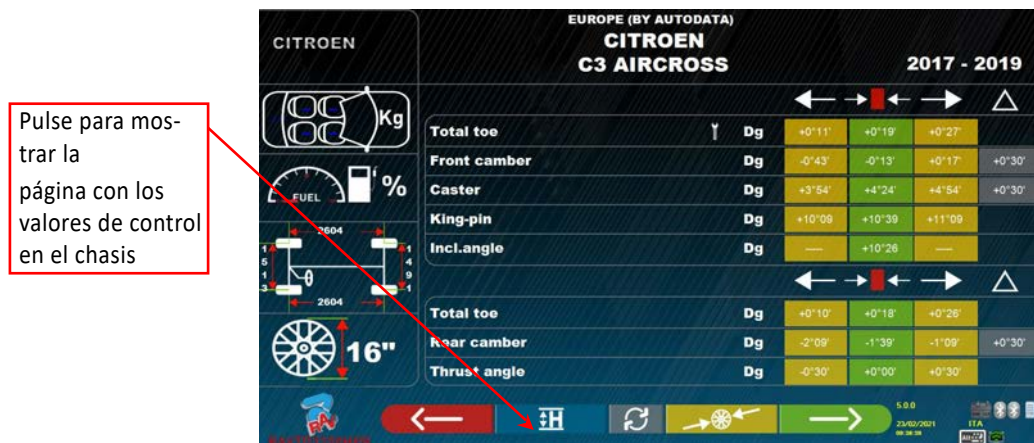 Pulse para mos-
trar la
página con los
valores de control
en el chasis
CITROEN
EUROPE (BY AUTODATA)
CITROEN
C3 AIRCROSS
2017 - 2019
Kg
FUEL %
2604
1513
1491
2604
16"
Total toe Dg +0°11' +0°19' +0°27'
Front camber Dg -0°43' -0°13' +0°17' +0°30'
Caster Dg +3°54' +4°24' +4°54' +0°30'
King-pin Dg +10°09 +10°39 +11°09
Incl.angle Dg ---- +10°26 ----
Total toe Dg +0°10' +0°18' +0°26'
Rear camber Dg -2°09' -1°39' -1°09' +0°30'
Thrust angle Dg -0°30' +0°00' +0°30'
H
5.0.0
23/02/2021
ITA